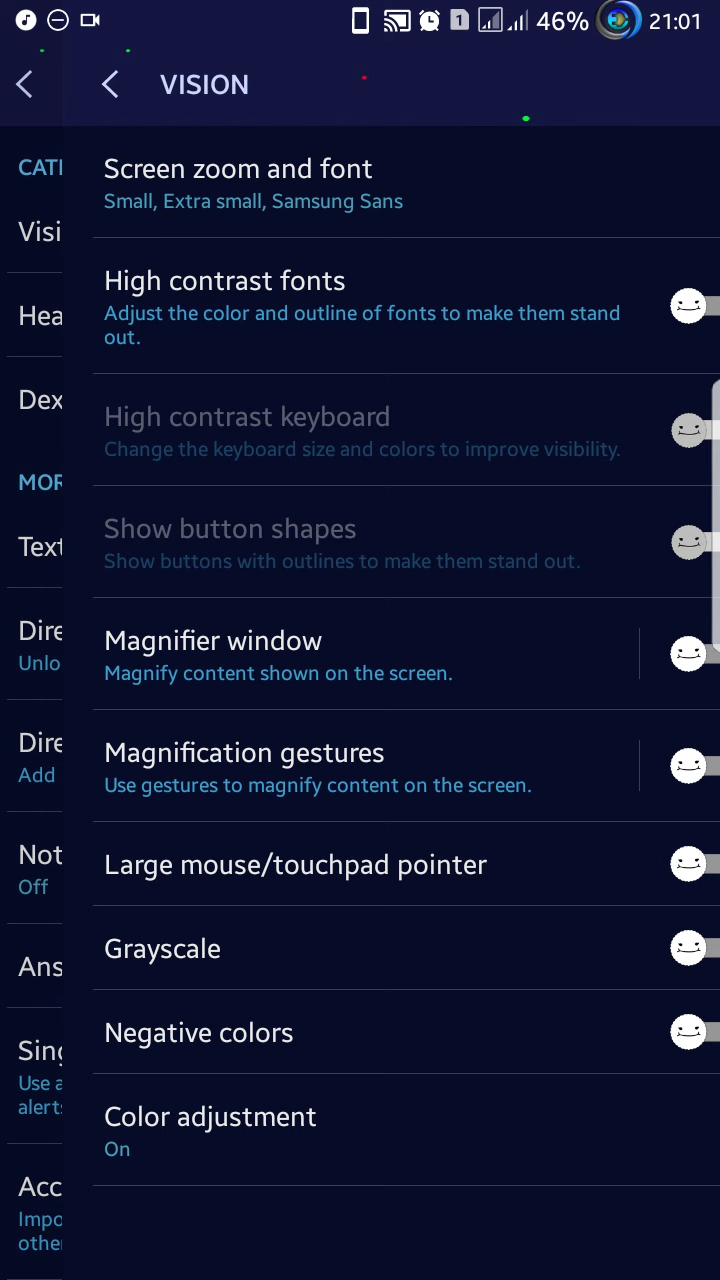 1 46% 21:01
VISION
Screen zoom and font
Small, Extra small, Samsung Sans
High contrast fonts
Adjust the color and outline of fonts to make them stand
out.
High contrast keyboard
Change the keyboard size and colors to improve visibility.
Show button shapes
Show buttons with outlines to make them stand out.
Magnifier window
Magnify content shown on the screen.
Magnification gestures
Use gestures to magnify content on the screen.
Large mouse/touchpad pointer
Grayscale
Negative colors
Color adjustment
On
CATE
Visi
Hea
Dex
MOR
Text
Dire
Unlo
Dire
Add
Not
Off
Ans
Sing
Use a
alert
Acc
Impo
other